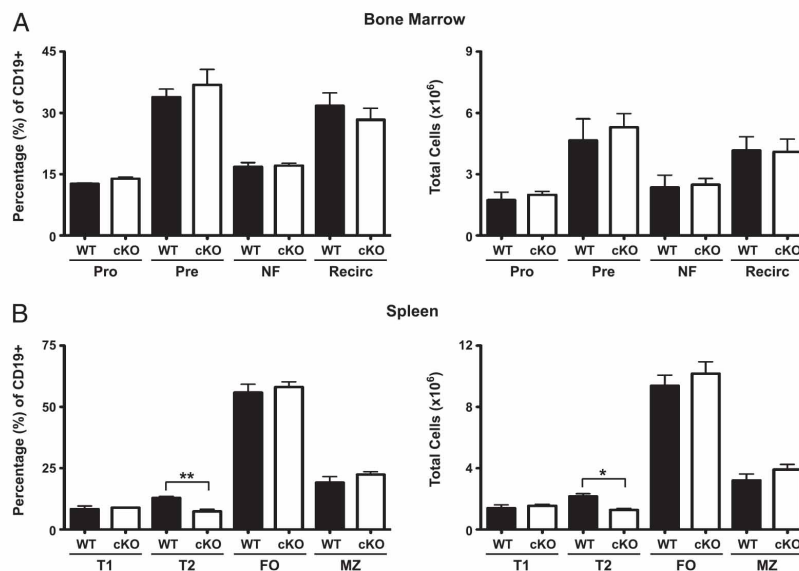 A
Bone Marrow
Percentage (%) of CD19+
45
30
15
0
WT cKO WT cKO WT cKO WT cKO
Pro Pre NF Recirc
Total Cells (x10⁶)
9
6
3
0
WT cKO WT cKO WT cKO WT cKO
Pro Pre NF Recirc
B
Spleen
Percentage (%) of CD19+
75
50
25
0
**
WT cKO WT cKO WT cKO WT cKO
T1 T2 FO MZ
Total Cells (x10⁶)
12
8
4
0
*
WT cKO WT cKO WT cKO WT cKO
T1 T2 FO MZ